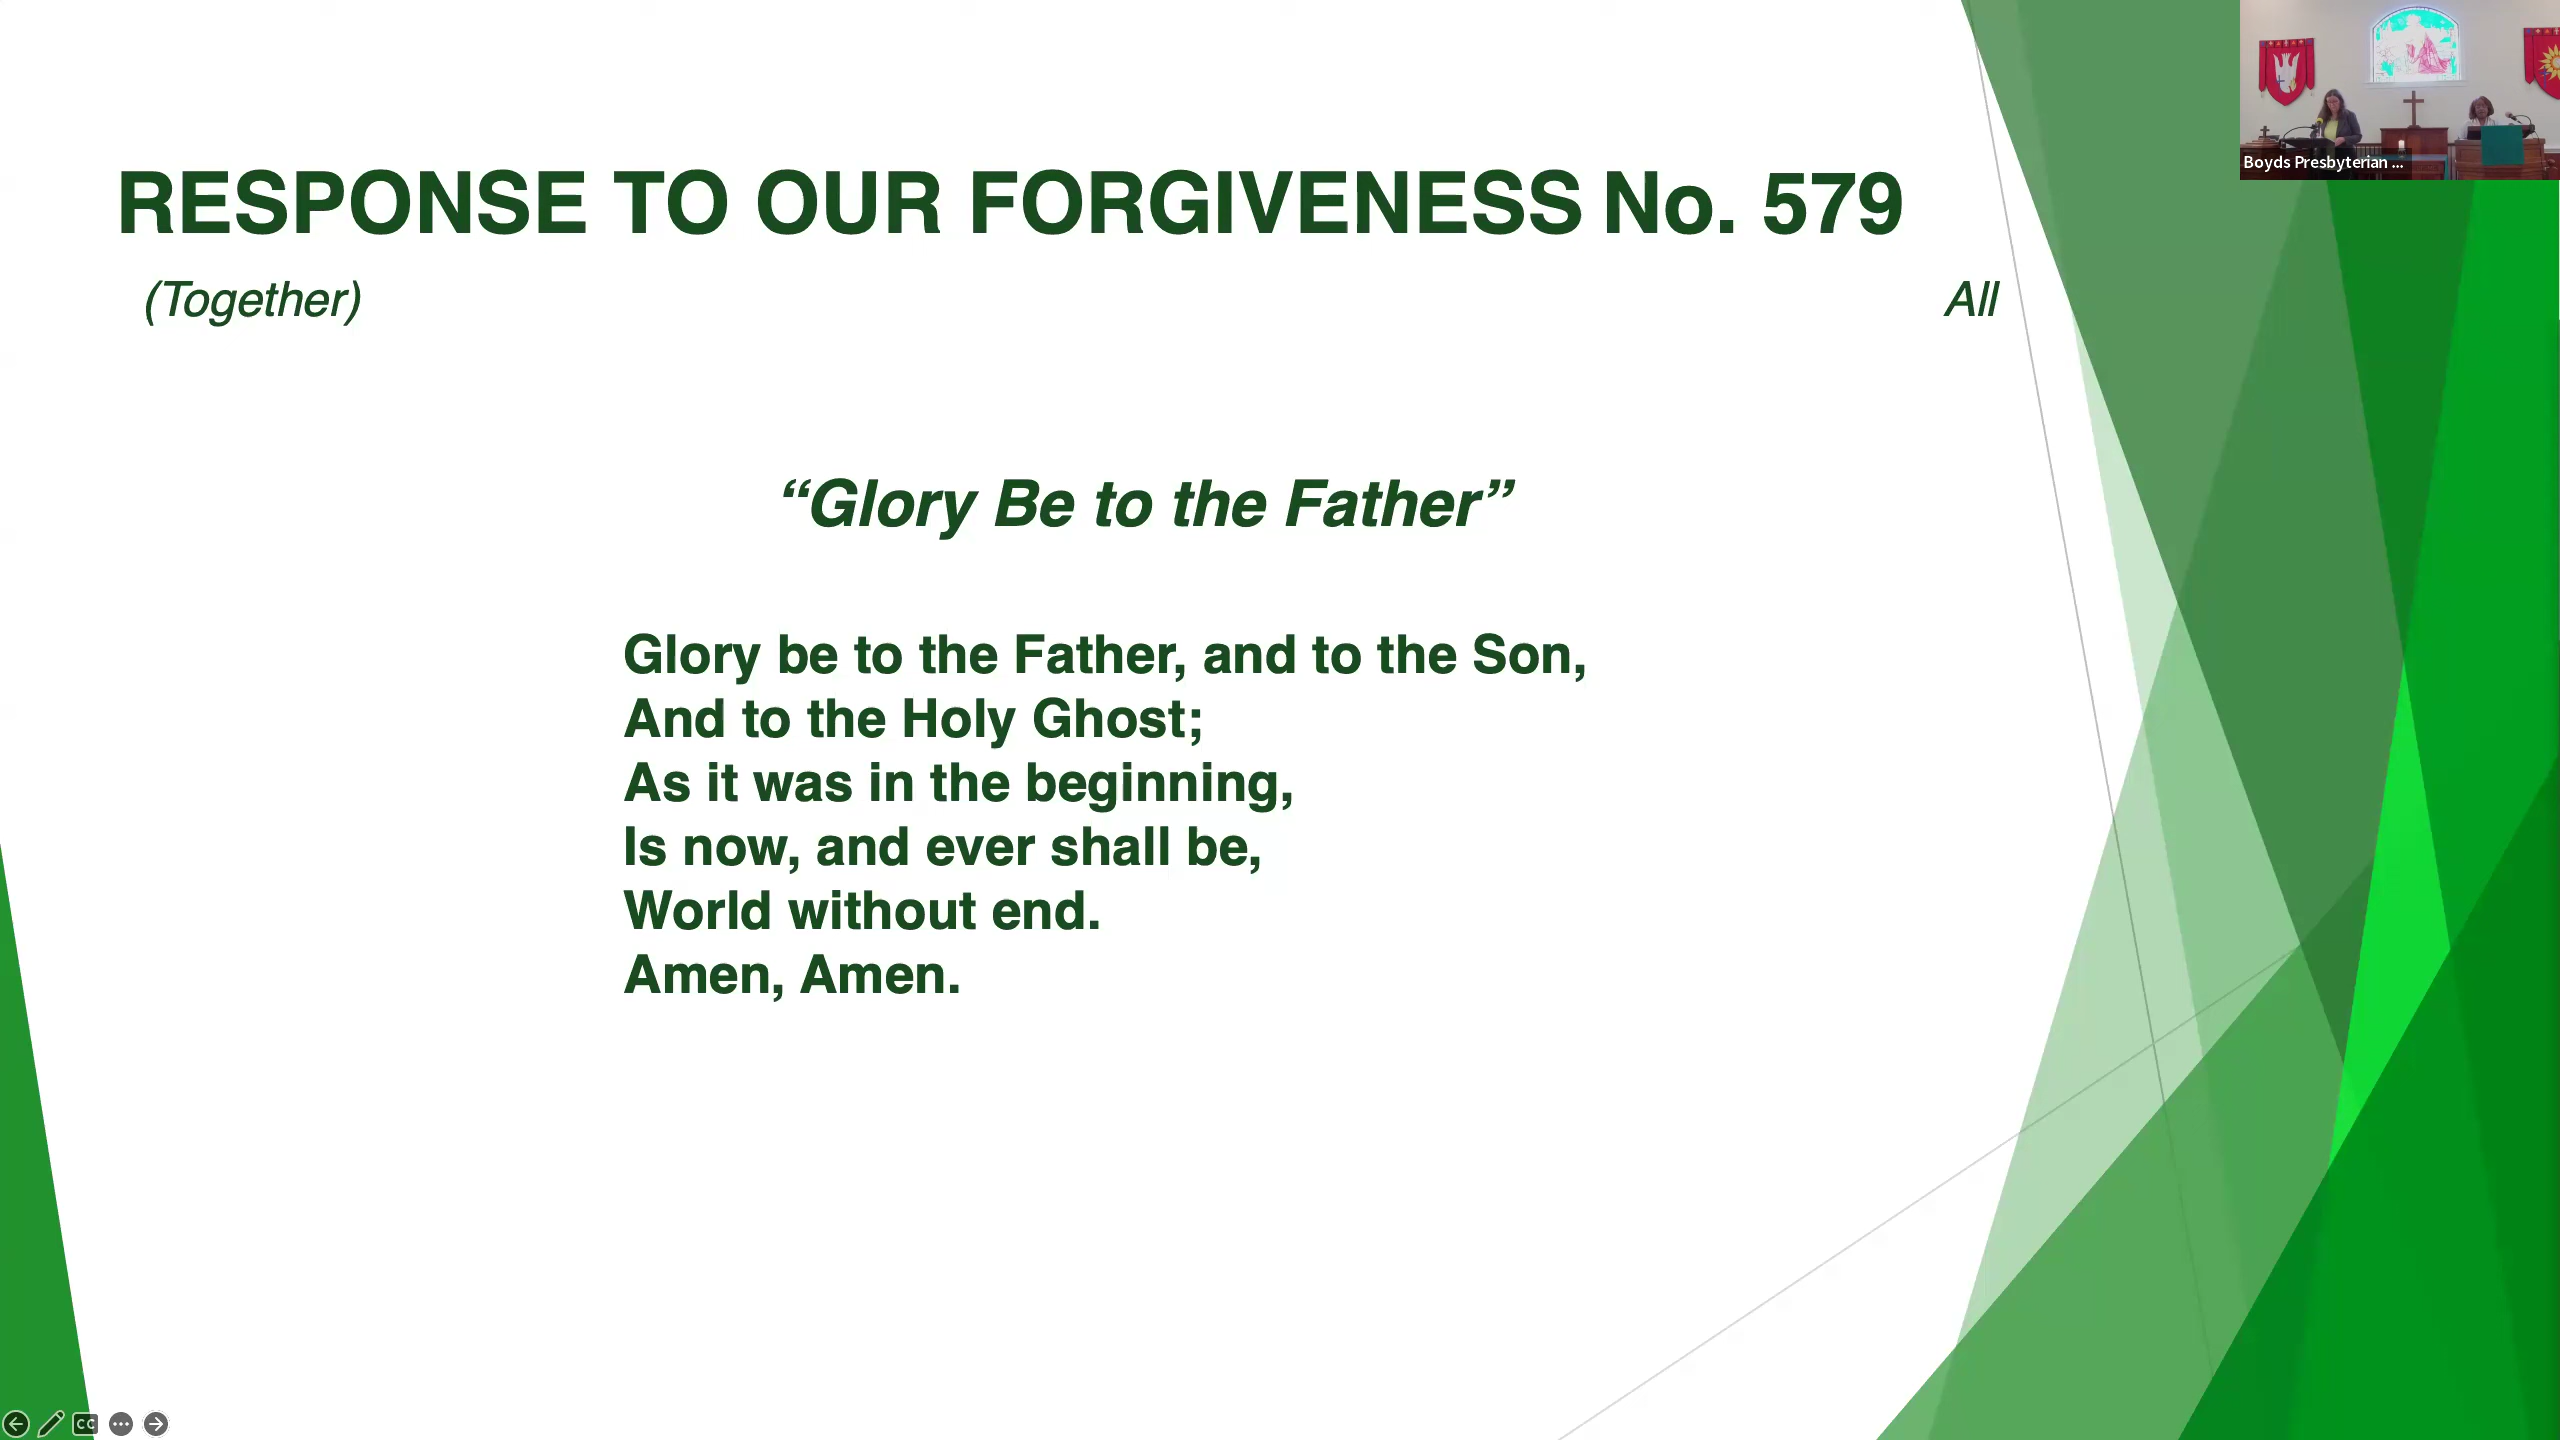 RESPONSE TO OUR FORGIVENESS No. 579
(Together) All
“Glory Be to the Father”
Glory be to the Father, and to the Son,
And to the Holy Ghost;
As it was in the beginning,
Is now, and ever shall be,
World without end.
Amen, Amen.
Boyds Presbyterian ...
CC